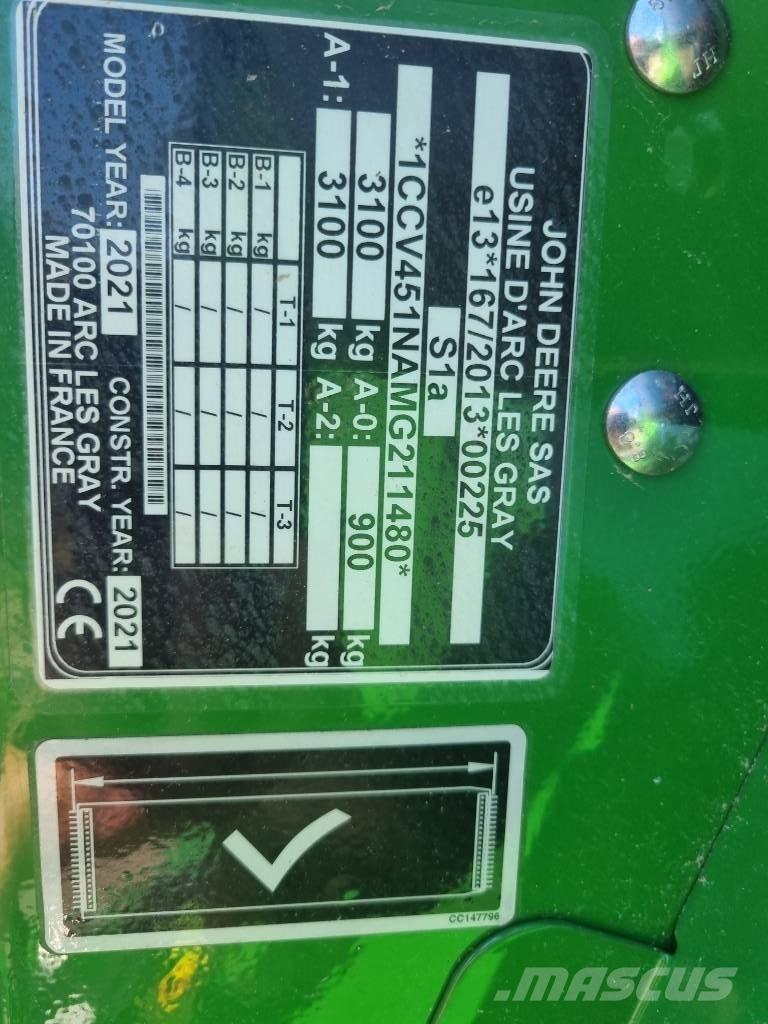 JOHN DEERE SAS
USINE D'ARC LES GRAY
e13*167/2013*00225
S1a
*1CCV451NAMG211480*
3100 kg A-0: 900 kg
A-1: 3100 kg A-2: kg
T-1 T-2 T-3
B-1 kg / / /
B-2 kg / / /
B-3 kg / / /
B-4 kg / / /
70100 ARC LES GRAY
MADE IN FRANCE
MODEL YEAR: 2021 CONSTR. YEAR: 2021
CE
CC147796
JH
JH
MASCUS